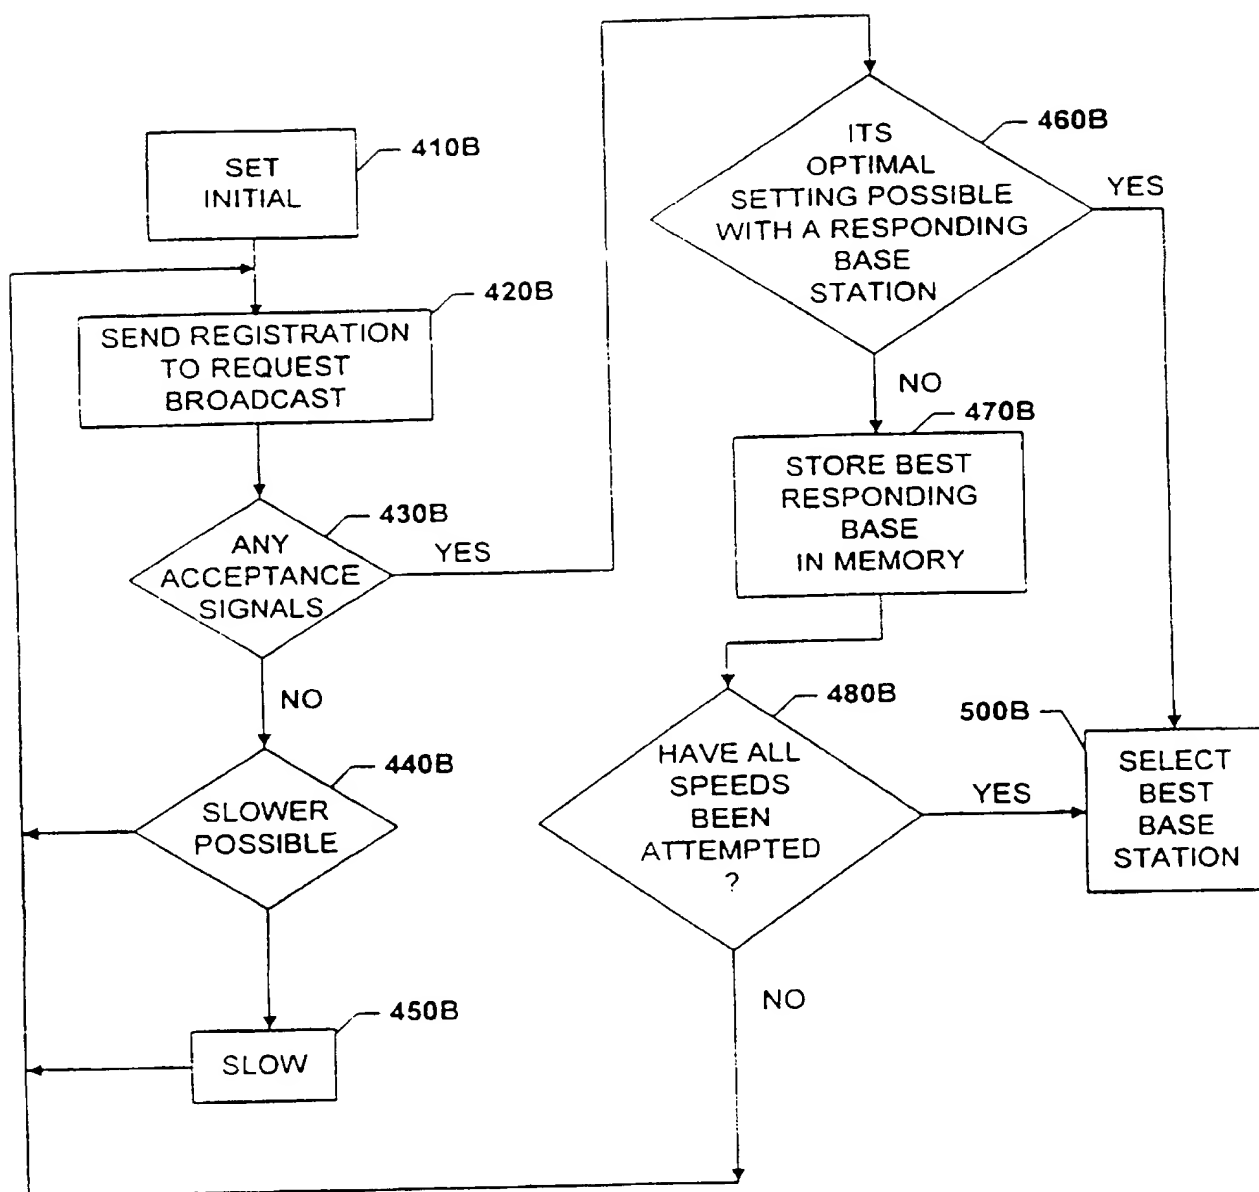 SET
INITIAL
410B
SEND REGISTRATION
TO REQUEST
BROADCAST
420B
ANY
ACCEPTANCE
SIGNALS
430B
YES
NO
SLOWER
POSSIBLE
440B
SLOW
450B
ITS
OPTIMAL
SETTING POSSIBLE
WITH A RESPONDING
BASE
STATION
460B
YES
NO
STORE BEST
RESPONDING
BASE
IN MEMORY
470B
HAVE ALL
SPEEDS
BEEN
ATTEMPTED
?
480B
YES
NO
500B
SELECT
BEST
BASE
STATION